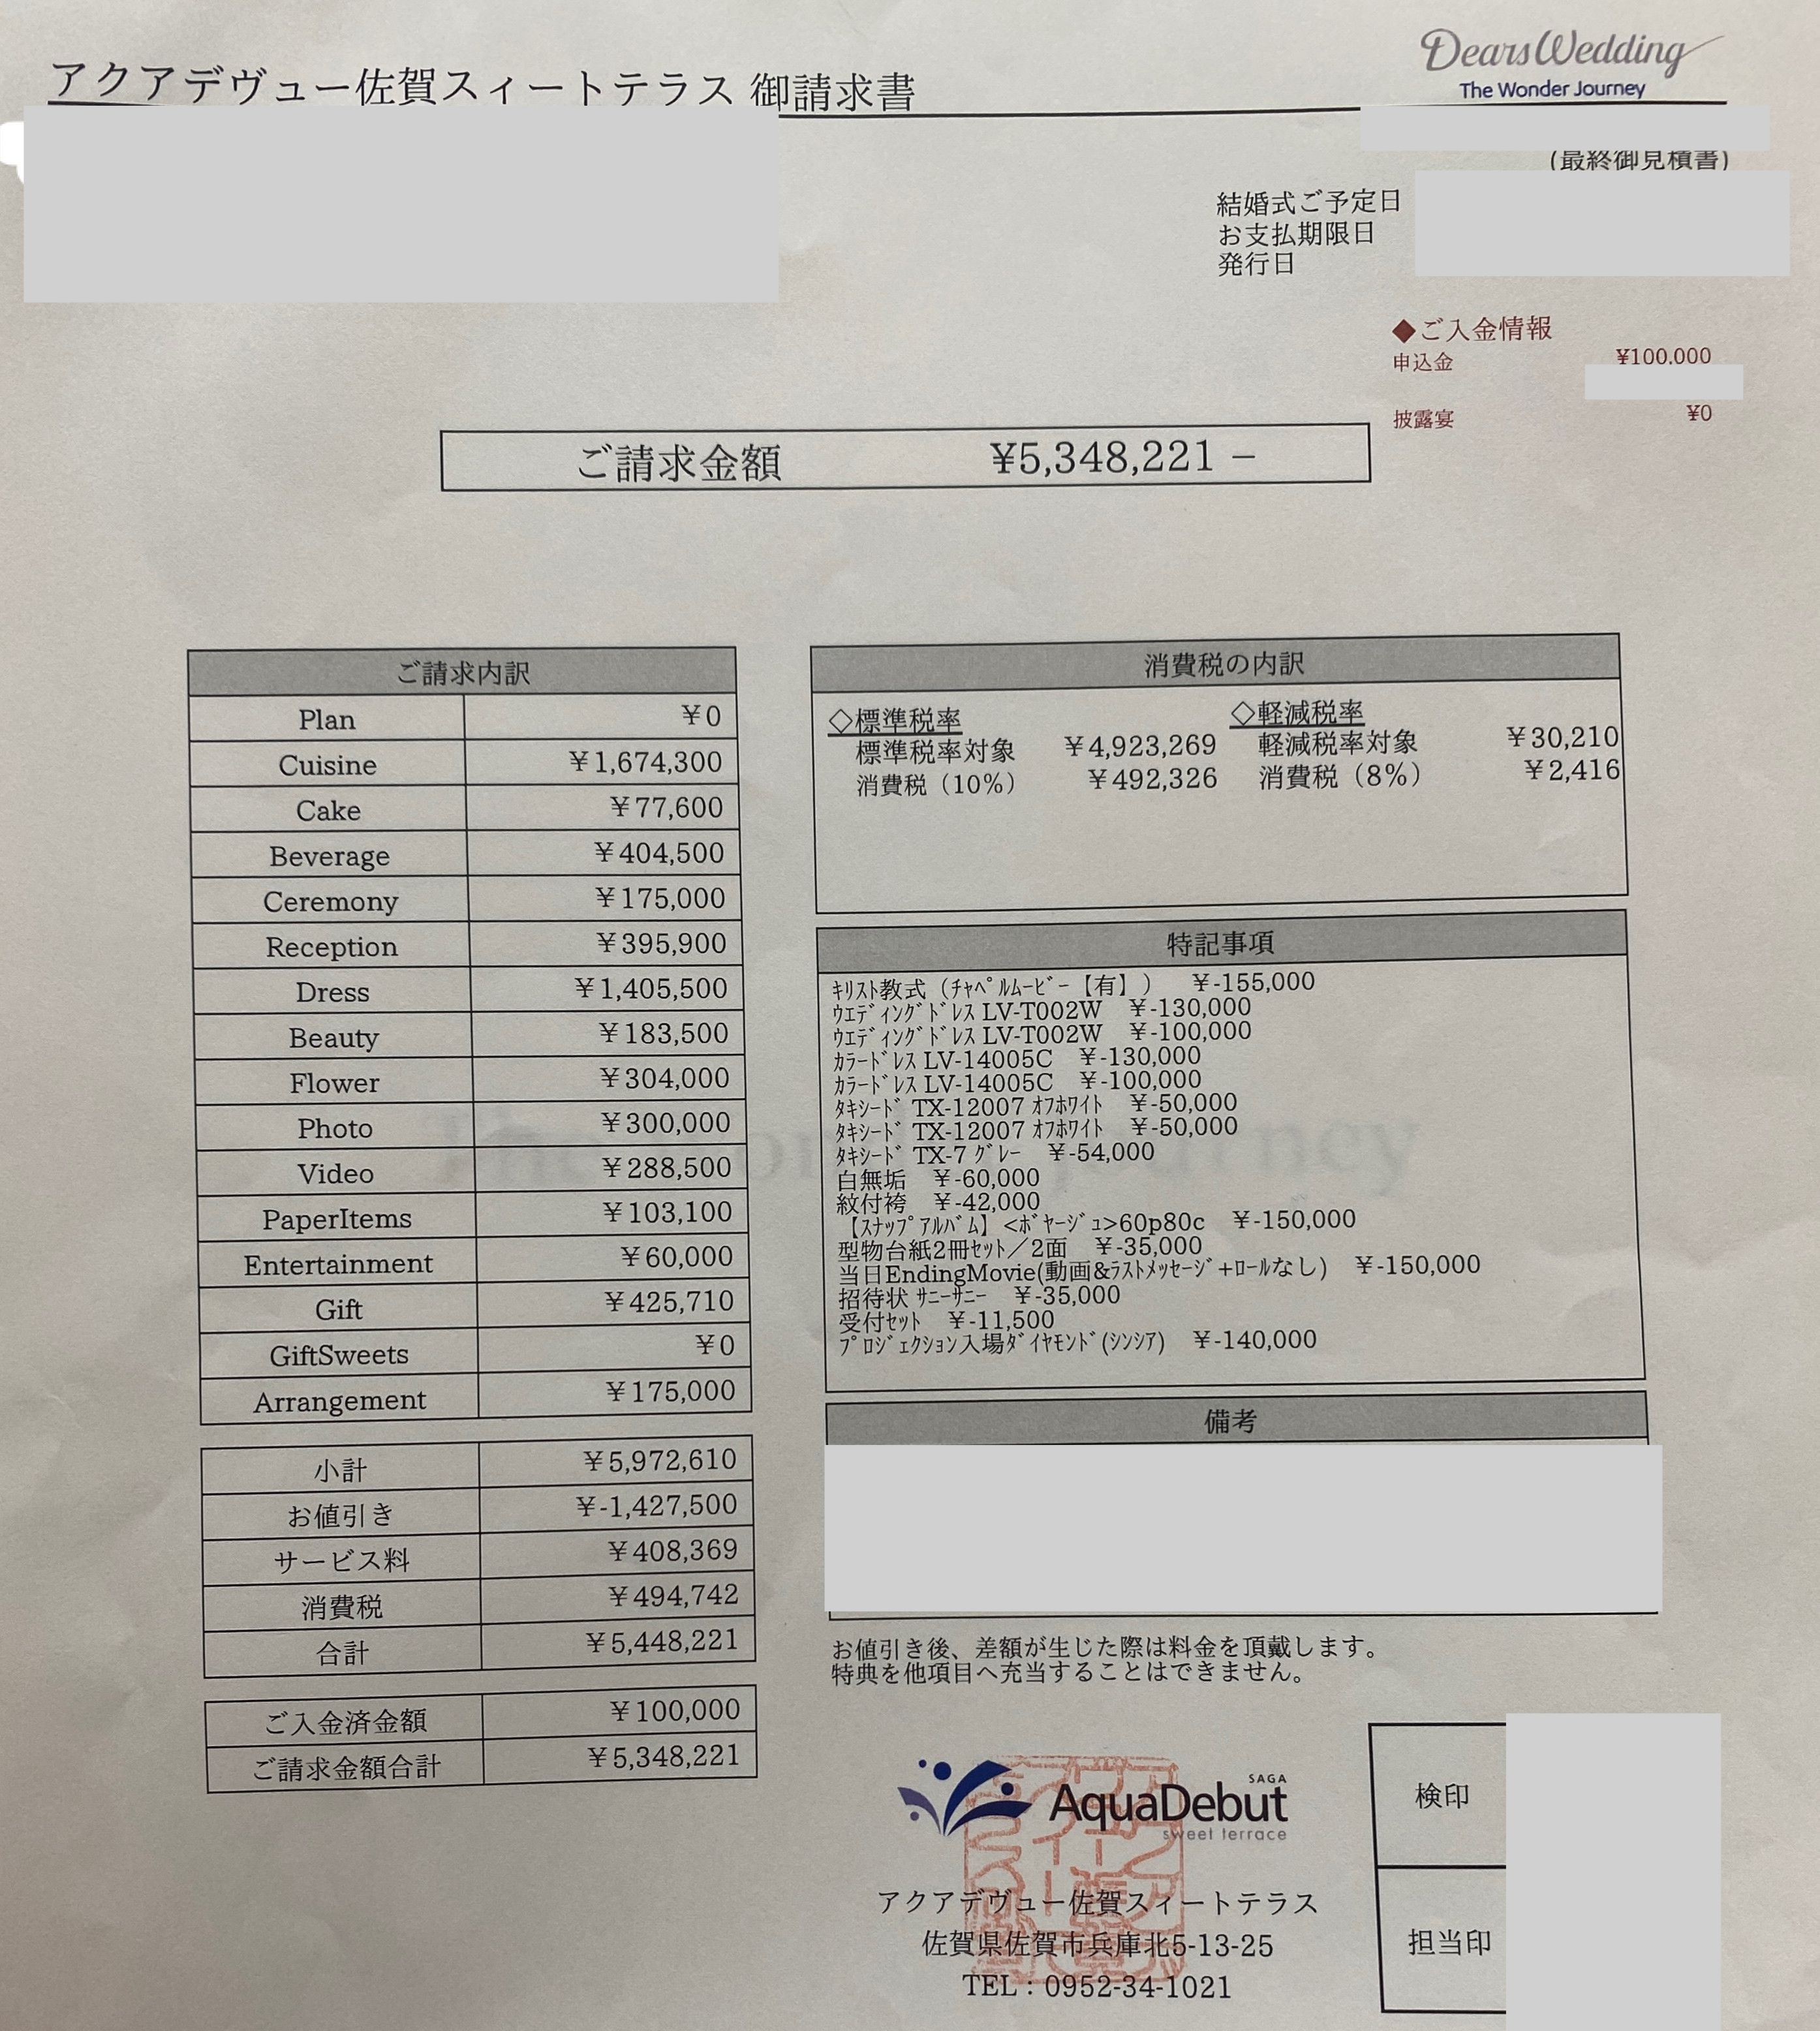 アクアデヴュー佐賀スィートテラス 御請求書
DearsWedding
The Wonder Journey
(最終御見積書)
結婚式ご予定日
お支払期限日
発行日
◆ご入金情報
申込金 ¥100,000
披露宴 ¥0
ご請求金額 ¥5,348,221 −
ご請求内訳
Plan ¥0
Cuisine ¥1,674,300
Cake ¥77,600
Beverage ¥404,500
Ceremony ¥175,000
Reception ¥395,900
Dress ¥1,405,500
Beauty ¥183,500
Flower ¥304,000
Photo ¥300,000
Video ¥288,500
PaperItems ¥103,100
Entertainment ¥60,000
Gift ¥425,710
GiftSweets ¥0
Arrangement ¥175,000
小計 ¥5,972,610
お値引き ¥-1,427,500
サービス料 ¥408,369
消費税 ¥494,742
合計 ¥5,448,221
ご入金済金額 ¥100,000
ご請求金額合計 ¥5,348,221
消費税の内訳
◇標準税率 ◇軽減税率
標準税率対象 ¥4,923,269 軽減税率対象 ¥30,210
消費税（10%） ¥492,326 消費税（8%） ¥2,416
特記事項
ｷﾘｽﾄ教式（ﾁｬﾍﾟﾙﾑｰﾋﾞｰ【有】） ¥-155,000
ｳｴﾃﾞｨﾝｸﾞﾄﾞﾚｽ LV-T002W ¥-130,000
ｳｴﾃﾞｨﾝｸﾞﾄﾞﾚｽ LV-T002W ¥-100,000
ｶﾗｰﾄﾞﾚｽ LV-14005C ¥-130,000
ｶﾗｰﾄﾞﾚｽ LV-14005C ¥-100,000
ﾀｷｼｰﾄﾞ TX-12007 ｵﾌﾎﾜｲﾄ ¥-50,000
ﾀｷｼｰﾄﾞ TX-12007 ｵﾌﾎﾜｲﾄ ¥-50,000
ﾀｷｼｰﾄﾞ TX-7 ｸﾞﾚｰ ¥-54,000
白無垢 ¥-60,000
紋付袴 ¥-42,000
【ｽﾅｯﾌﾟｱﾙﾊﾞﾑ】<ﾎﾞﾔｰｼﾞｭ>60p80c ¥-150,000
型物台紙2冊ｾｯﾄ／2面 ¥-35,000
当日EndingMovie(動画&ﾗｽﾄﾒｯｾｰｼﾞ+ﾛｰﾙなし) ¥-150,000
招待状 ｻﾆｰｻﾆｰ ¥-35,000
受付ｾｯﾄ ¥-11,500
ﾌﾟﾛｼﾞｪｸｼｮﾝ入場ﾀﾞｲﾔﾓﾝﾄﾞ(ｼﾝｼｱ) ¥-140,000
備考
お値引き後、差額が生じた際は料金を頂戴します。
特典を他項目へ充当することはできません。
SAGA
AquaDebut
sweet terrace
アクアデヴュー佐賀スィートテラス
佐賀県佐賀市兵庫北5-13-25
TEL：0952-34-1021
検印
担当印